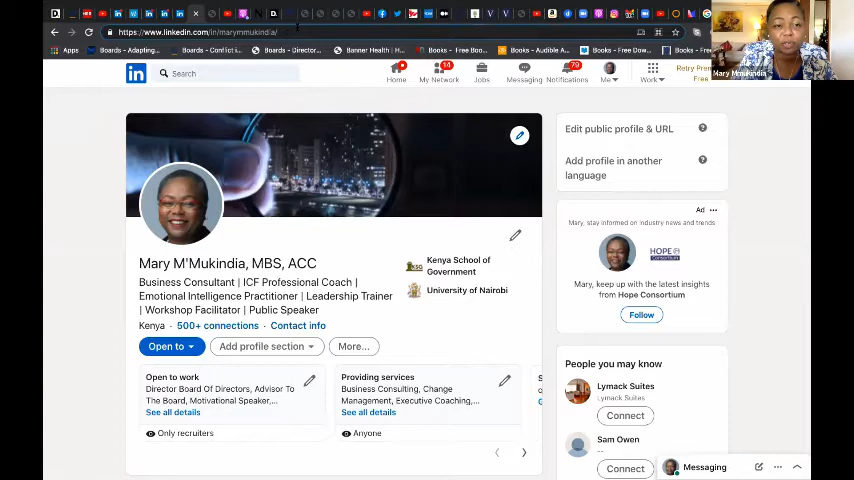 https://www.linkedin.com/in/marymmukindia/
Apps
Boards - Adapting...
Boards - Conflict i...
Boards - Director...
Banner Health | H...
Books - Free Boo...
Books - Audible A...
Books - Free Dow...
Mary Mmukindia
in
Search
Home
14
My Network
Jobs
Messaging
79
Notifications
Me
Work
Retry Pre
Edit public profile & URL
Add profile in another
language
Ad
Mary, stay informed on industry news and trends
HOPE
Mary, keep up with the latest insights
from Hope Consortium
Follow
Mary M'Mukindia, MBS, ACC
Business Consultant | ICF Professional Coach |
Emotional Intelligence Practitioner | Leadership Trainer
| Workshop Facilitator | Public Speaker
Kenya
500+ connections
Contact info
Kenya School of
Government
University of Nairobi
Open to
Add profile section
More...
Open to work
Director Board Of Directors, Advisor To
The Board, Motivational Speaker,...
See all details
Only recruiters
Providing services
Business Consulting, Change
Management, Executive Coaching,...
See all details
Anyone
People you may know
Lymack Suites
Lymack Suites
Connect
Sam Owen
--
Connect
Messaging